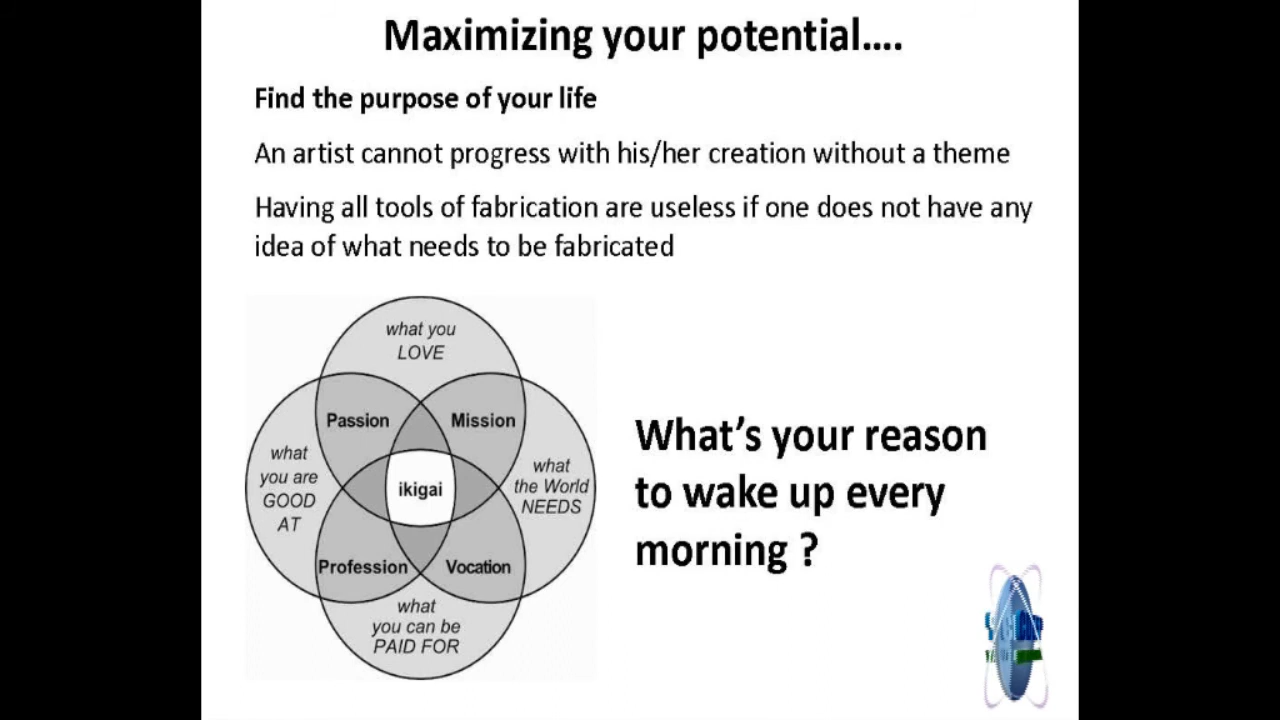 Maximizing your potential....
Find the purpose of your life
An artist cannot progress with his/her creation without a theme
Having all tools of fabrication are useless if one does not have any
idea of what needs to be fabricated
what you
LOVE
Passion
Mission
what
you are
GOOD
AT
ikigai
what
the World
NEEDS
Profession
Vocation
what
you can be
PAID FOR
What's your reason
to wake up every
morning ?